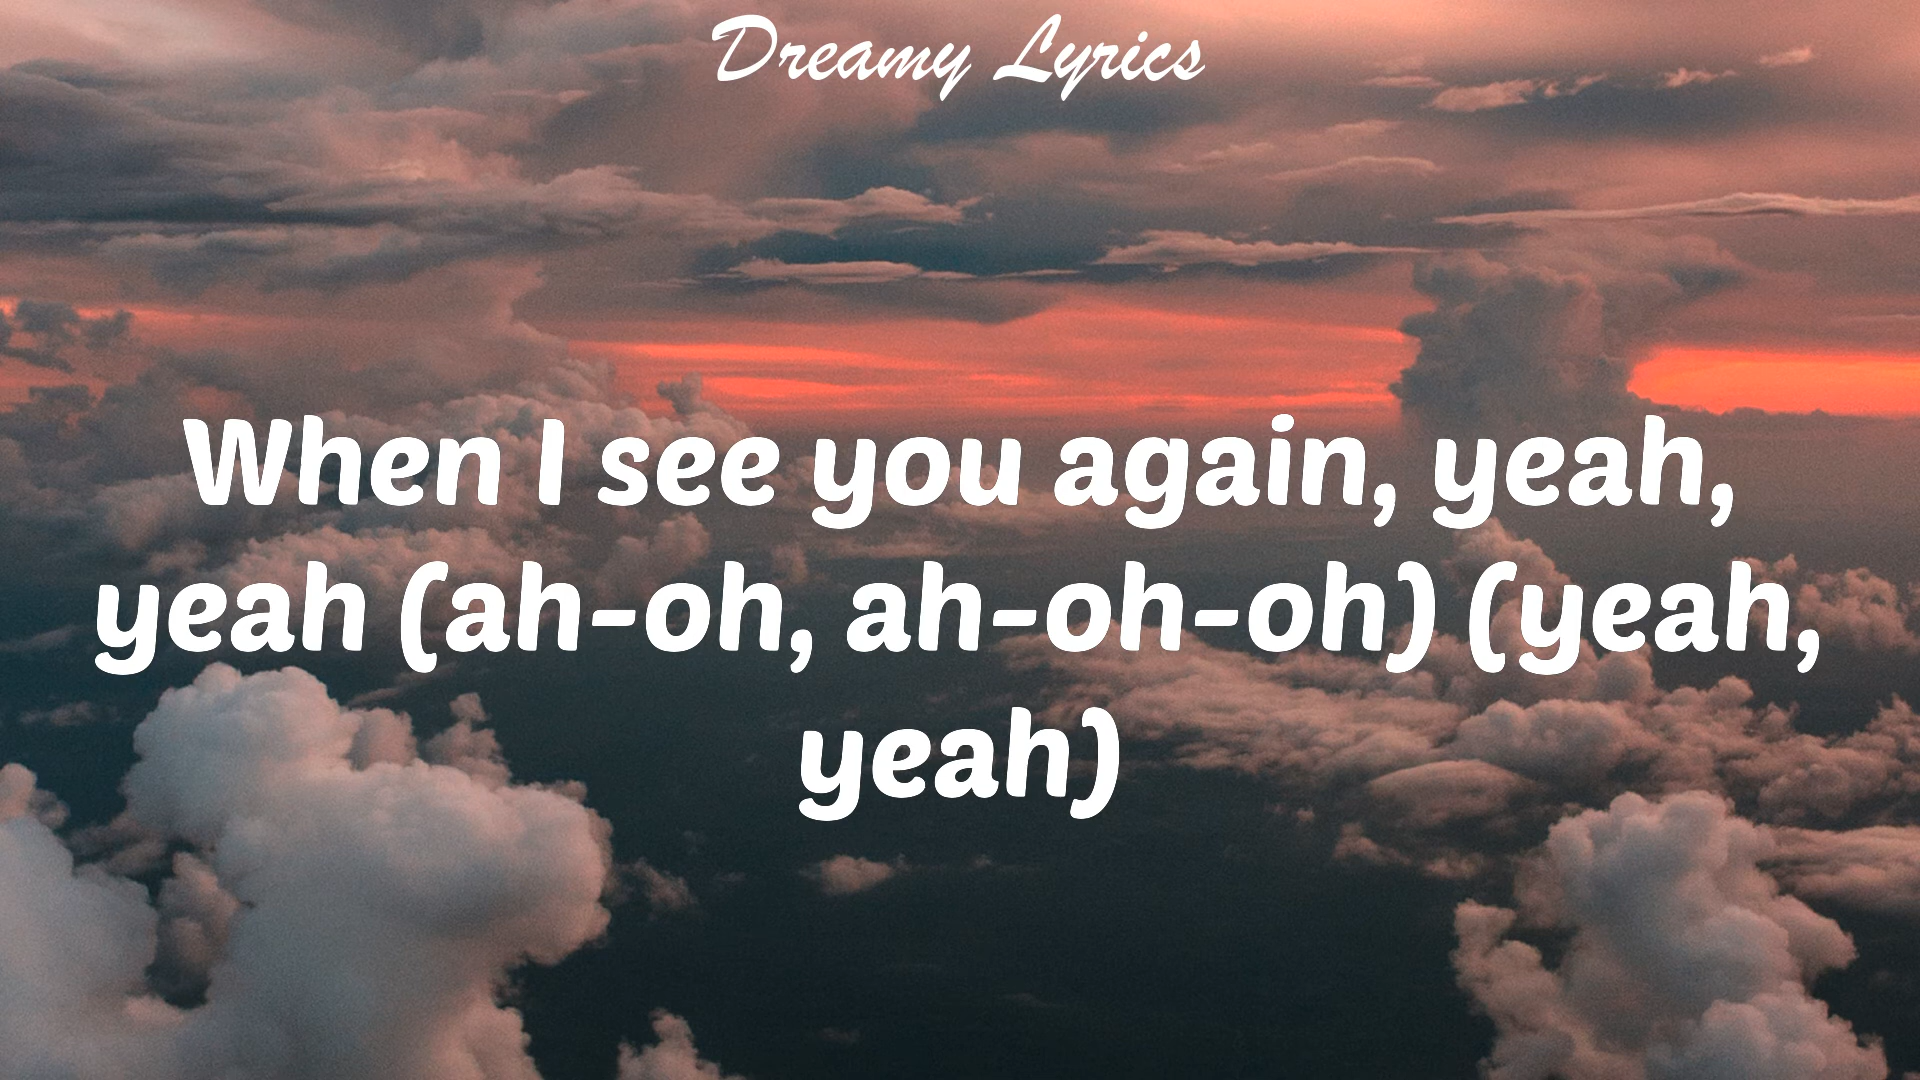 Dreamy Lyrics
When I see you again, yeah,
yeah (ah-oh, ah-oh-oh) (yeah,
yeah)